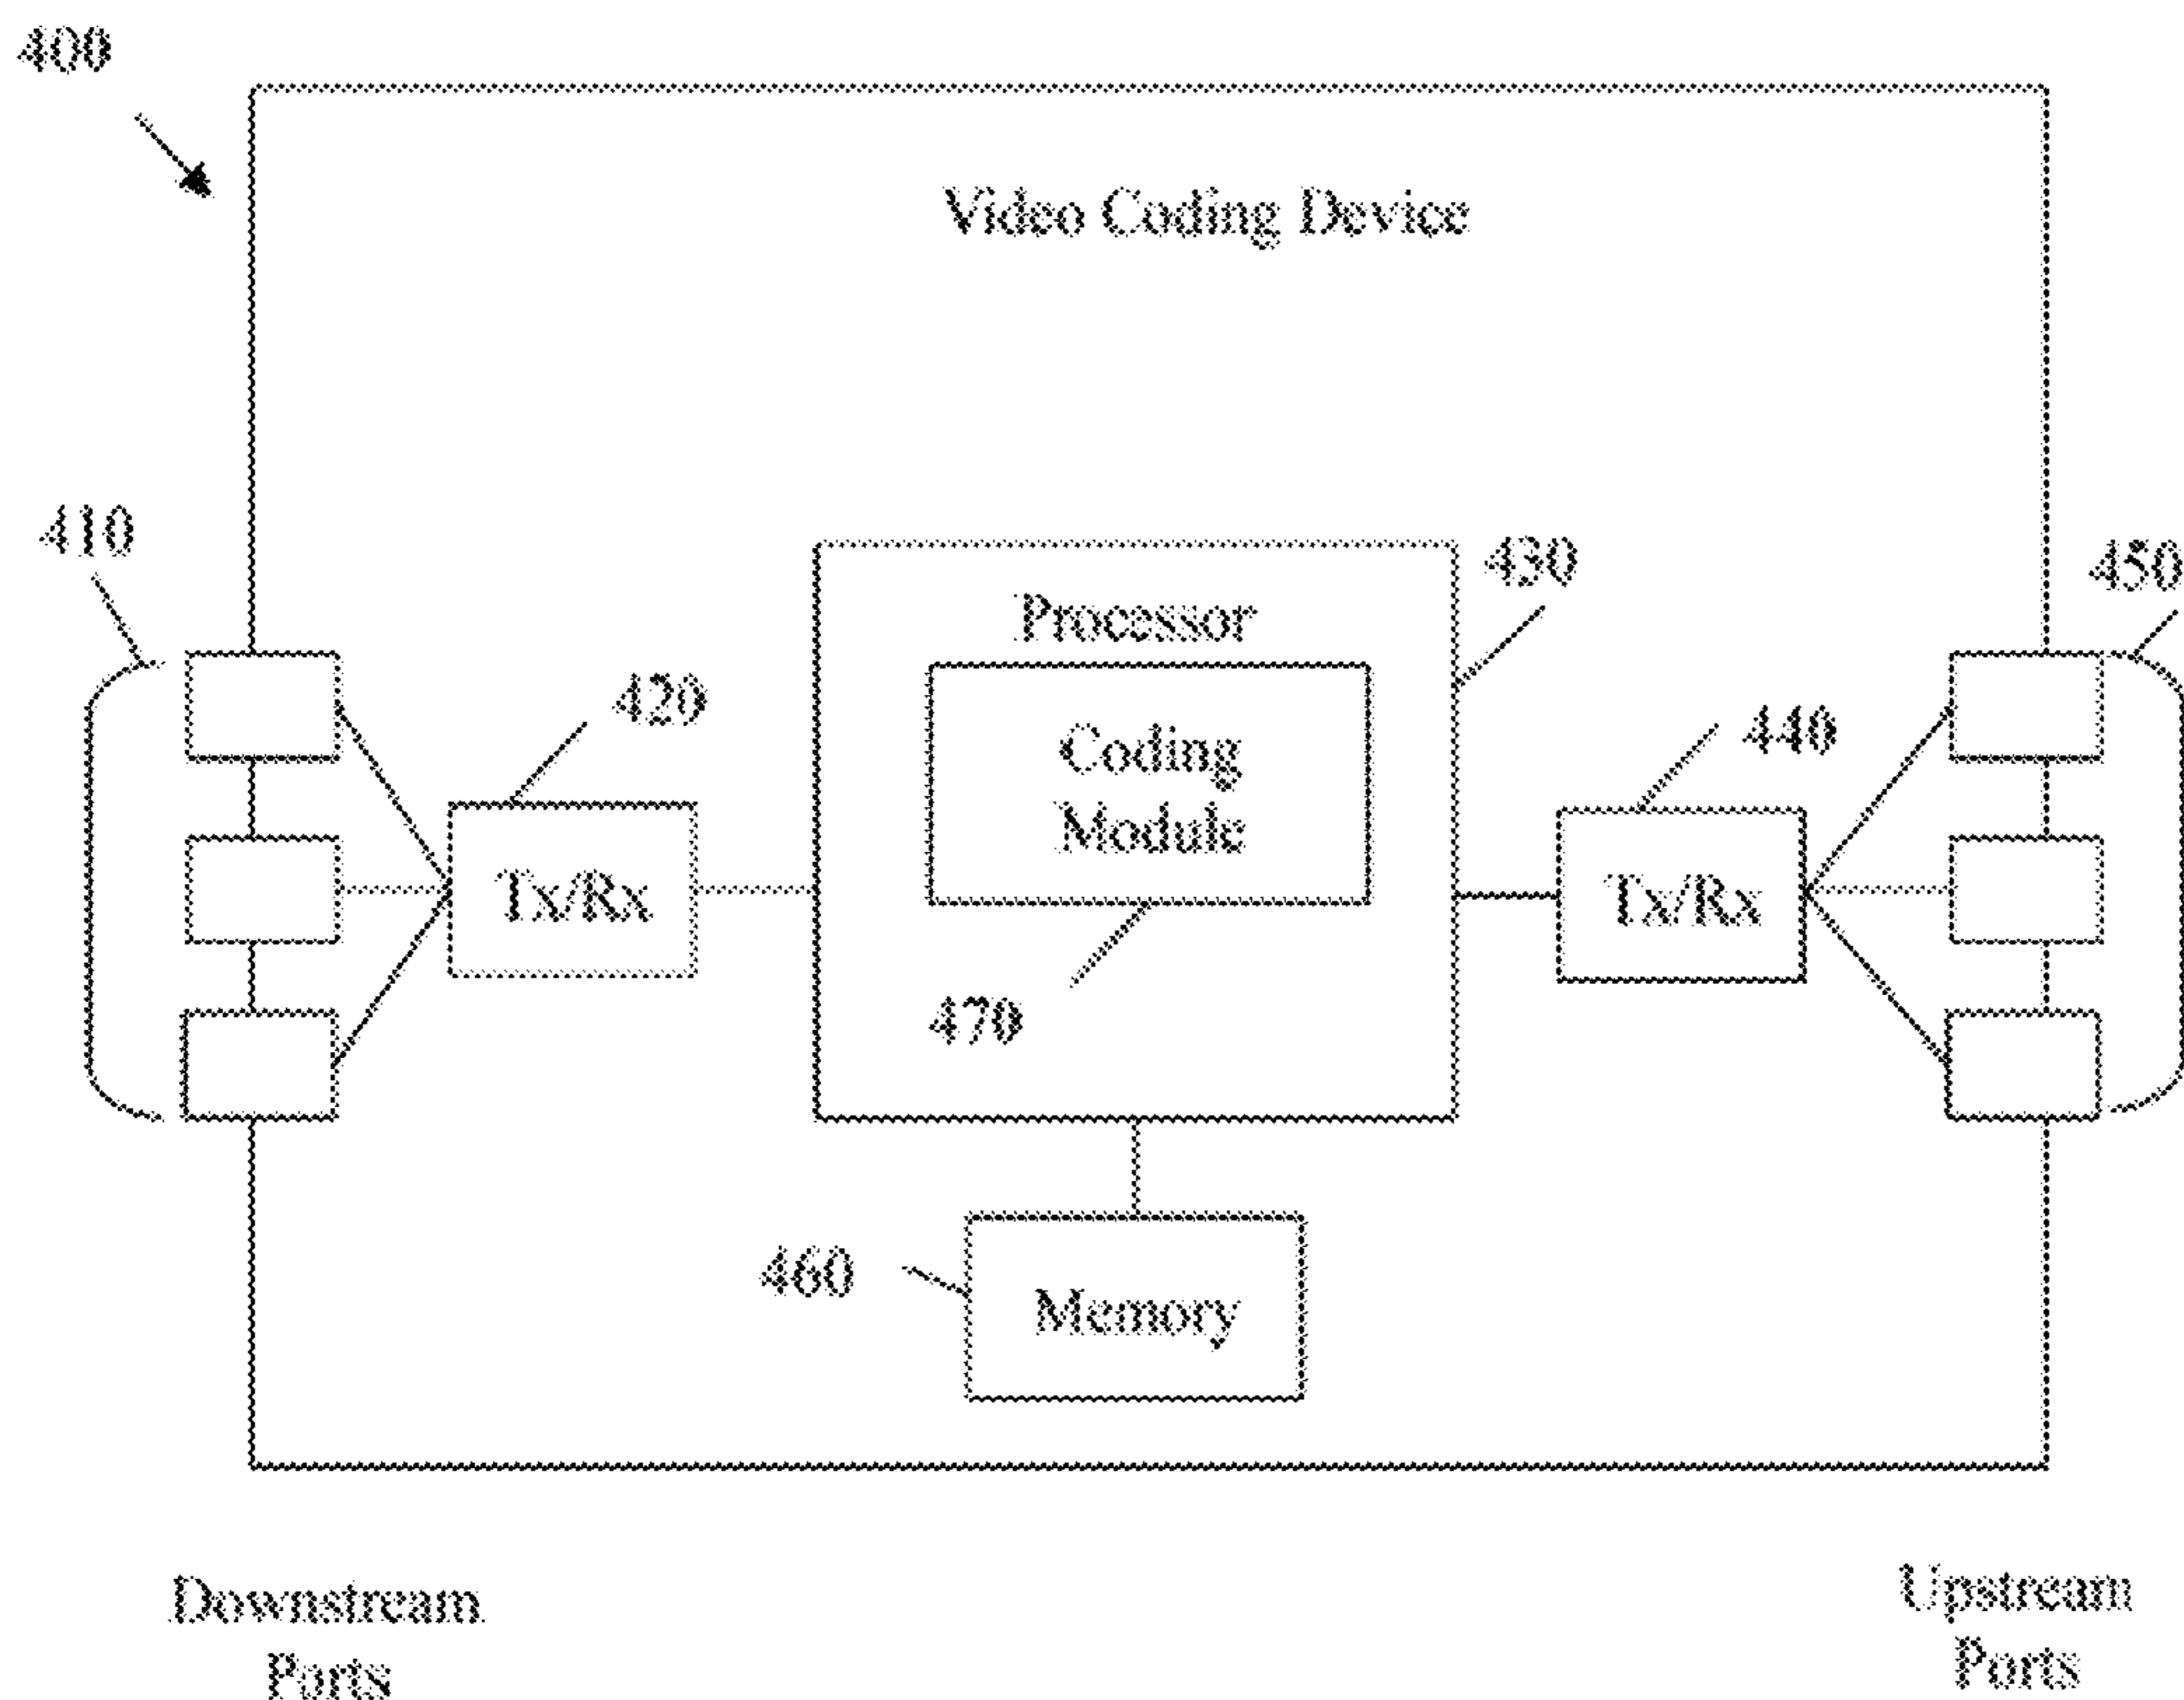 400
Video Coding Device
410
430
450
Processor
420
440
Coding
Module
Tx/Rx
Tx/Rx
470
460
Memory
Downstream
Ports
Upstream
Ports